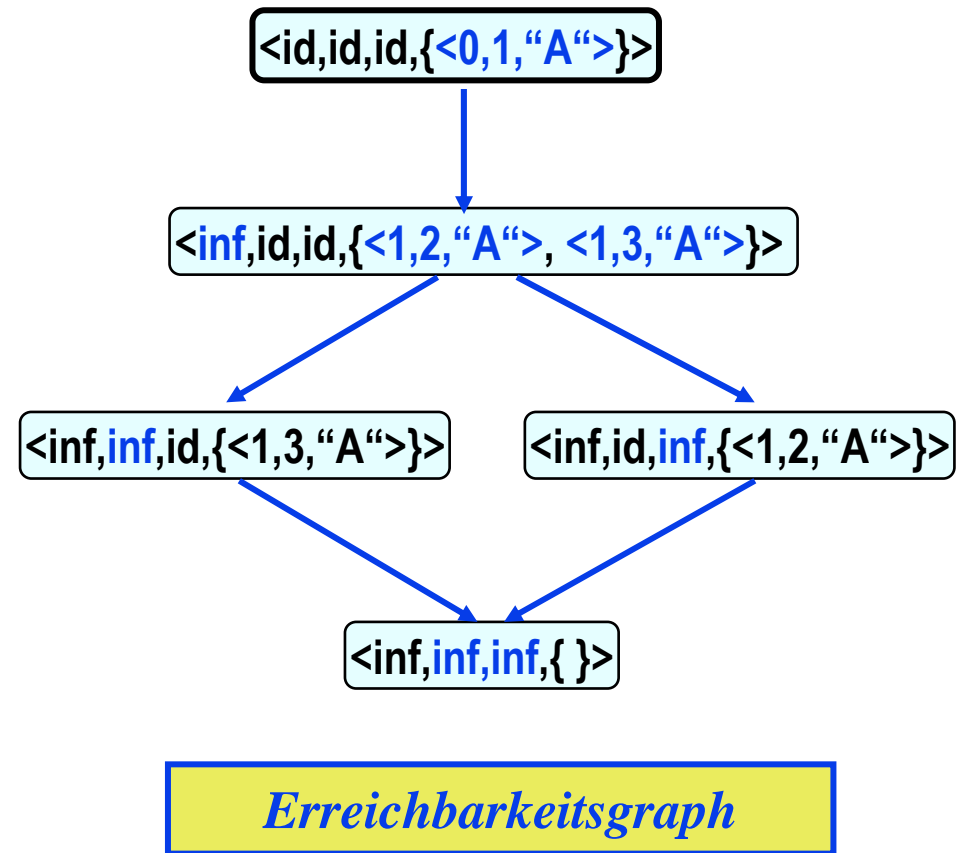 <id,id,id,{<0,1,“A“>}>
<inf,id,id,{<1,2,“A“>, <1,3,“A“>}>
<inf,inf,id,{<1,3,“A“>}>
<inf,id,inf,{<1,2,“A“>}>
<inf,inf,inf,{ }>
Erreichbarkeitsgraph